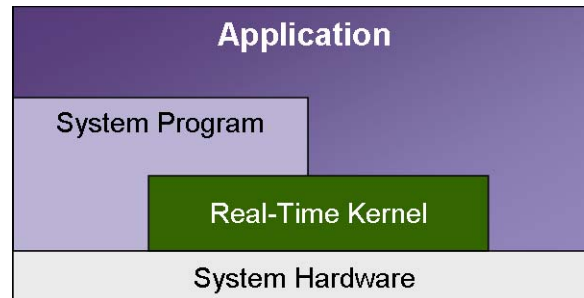 Application
System Program
Real-Time Kernel
System Hardware